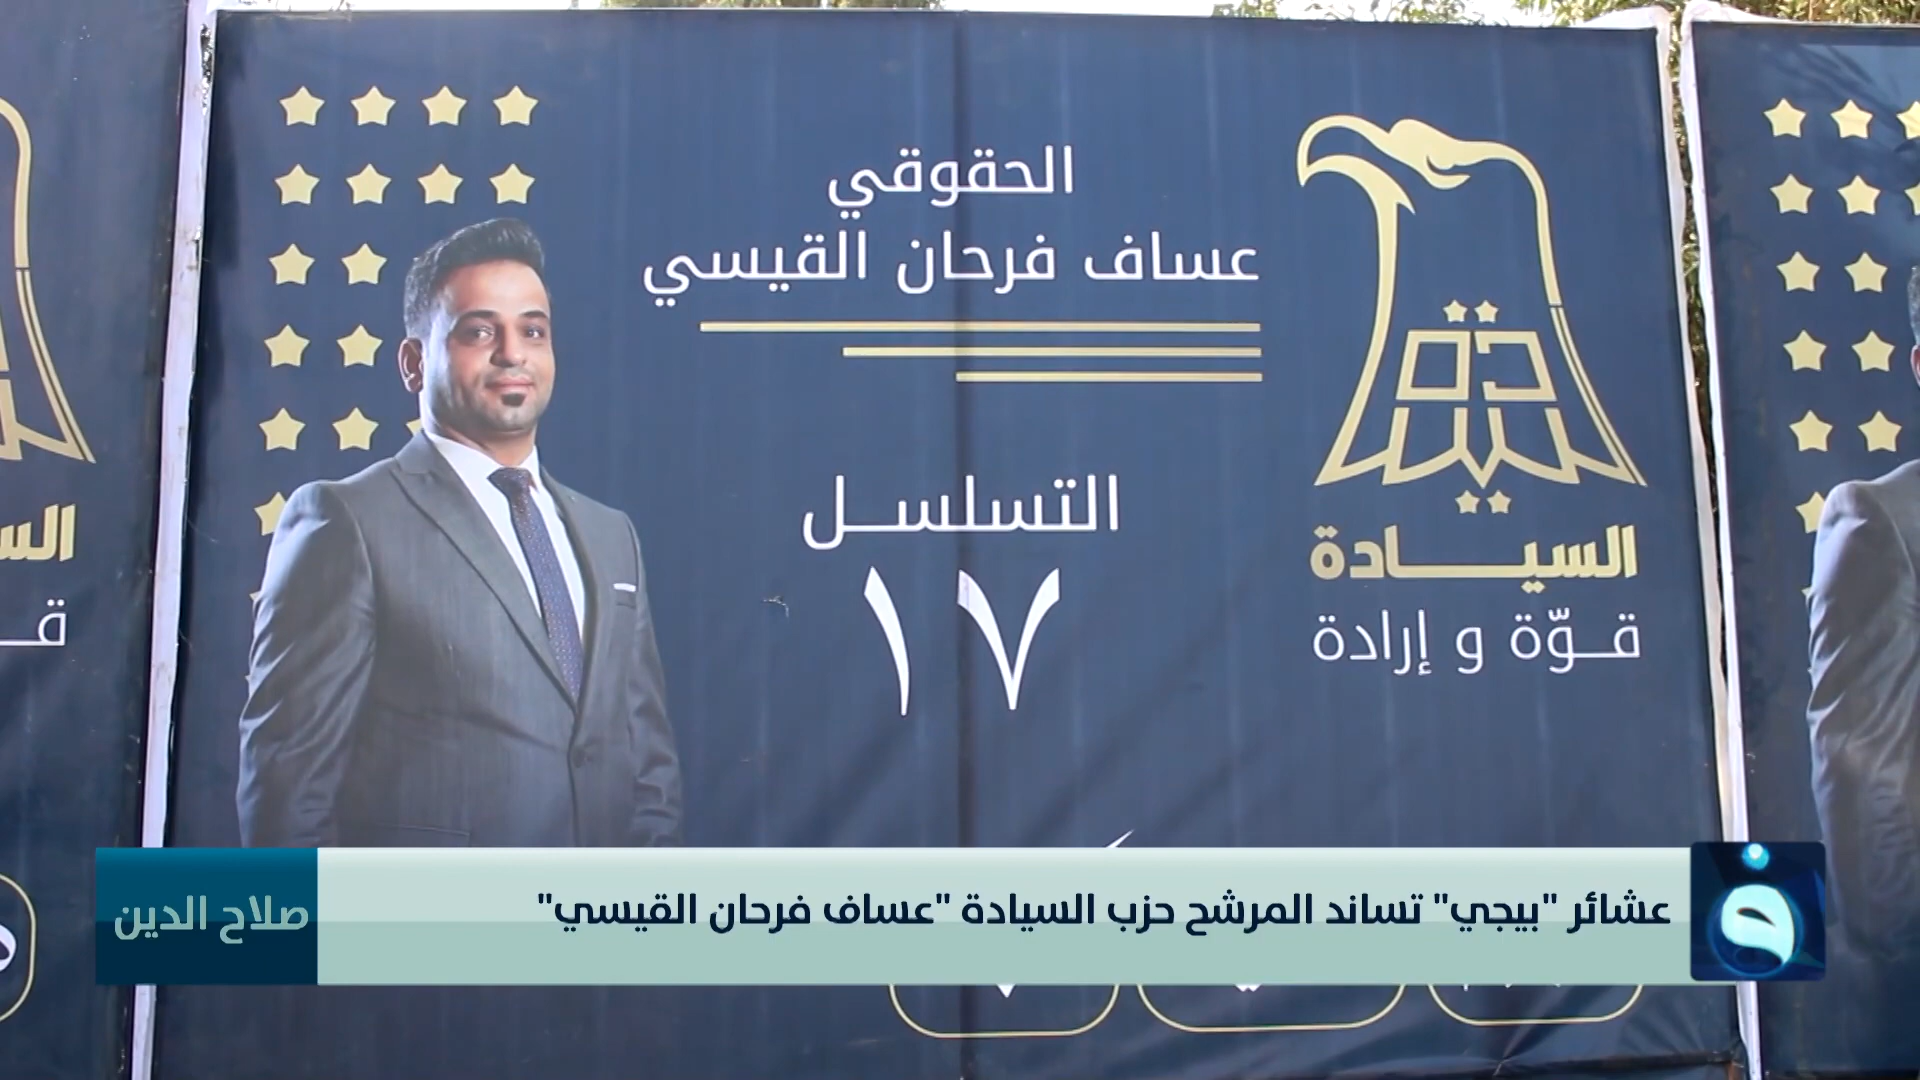 الحقوقي
عساف فرحان القيسي
التسلسل
١٧
سيادة
السيادة
قوّة و إرادة
عشائر "بيجي" تساند المرشح حزب السيادة "عساف فرحان القيسي"
صلاح الدين